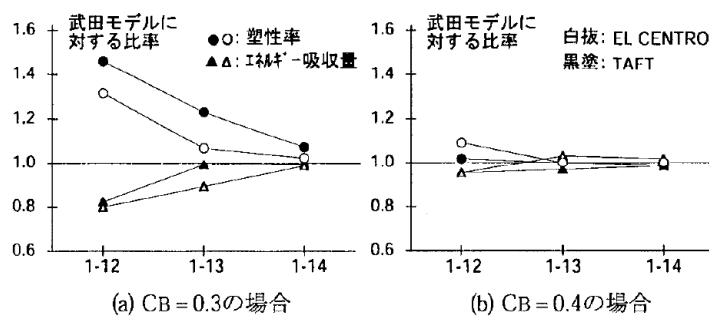 武田モデルに
対する比率
●○: 塑性率
▲△: エネルギー吸収量
1.6
1.4
1.2
1.0
0.8
0.6
1-12
1-13
1-14
(a) CB = 0.3の場合
武田モデルに
対する比率
白抜: EL CENTRO
黒塗: TAFT
1.6
1.4
1.2
1.0
0.8
0.6
1-12
1-13
1-14
(b) CB = 0.4の場合